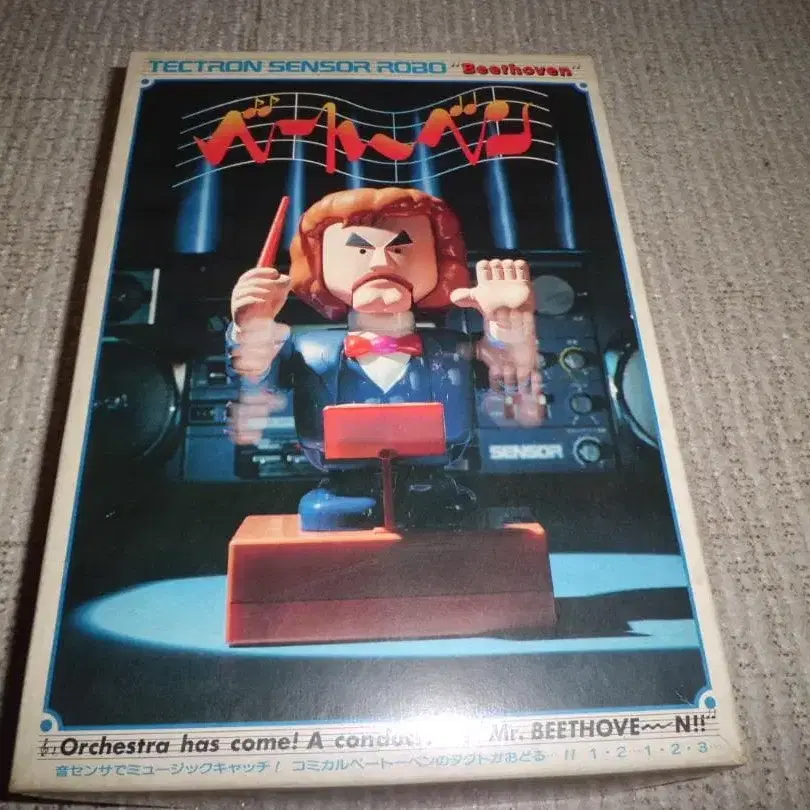 TECTRON SENSOR ROBO "Beethoven"
ベートーベン
SENSOR
Orchestra has come! A conduct Mr. BEETHOVE〜N!!
音センサでミュージックキャッチ! コミカルベートーベンのタクトがおどる…!! 1・2…1・2・3…